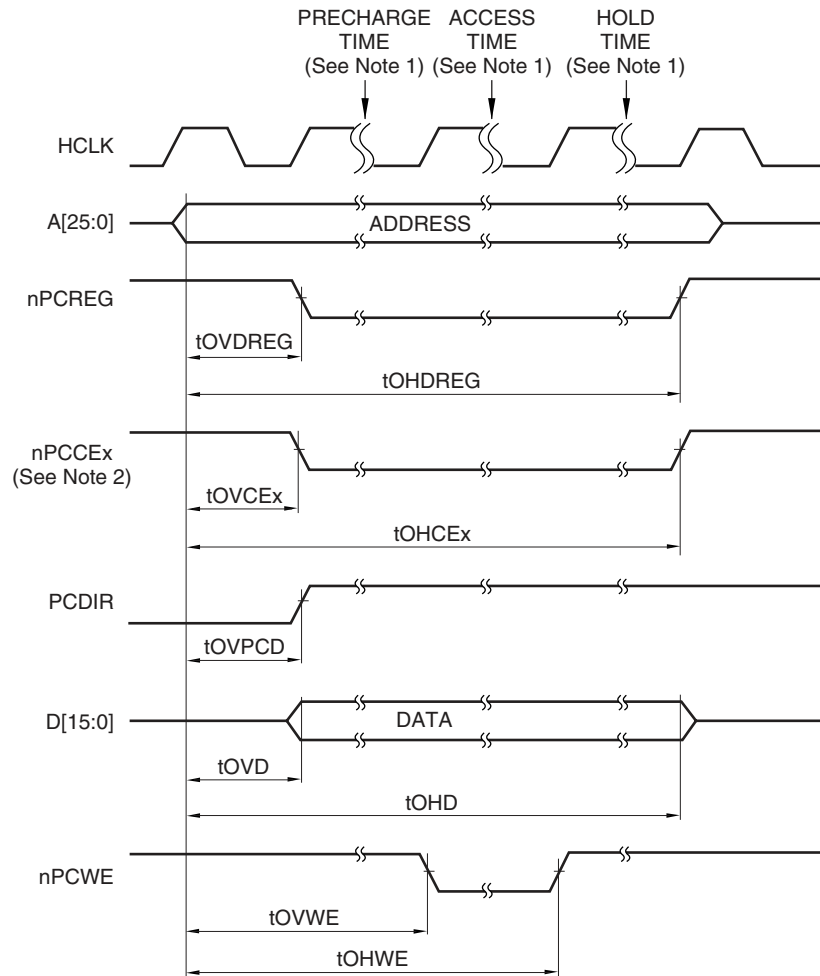 PRECHARGE
TIME
(See Note 1)
ACCESS
TIME
(See Note 1)
HOLD
TIME
(See Note 1)
HCLK
A[25:0]
ADDRESS
nPCREG
tOVDREG
tOHDREG
nPCCEx
(See Note 2)
tOVCEx
tOHCEx
PCDIR
tOVPCD
D[15:0]
DATA
tOVD
tOHD
nPCWE
tOVWE
tOHWE